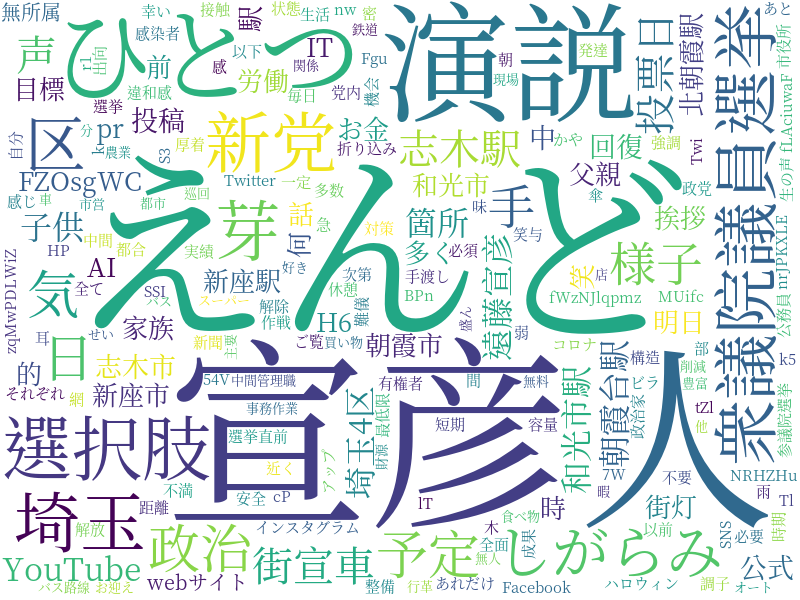 無所属
幸い
接触
状態
生活
nw
密
演説
あと
ひとつ
声
感染者
出向
r1
駅
IT
以下
前
目標
違和感
労働
関係
毎日
感
鉄道
Fgu
朝
党内
機会
発達
現場
投票日
北朝霞駅
衆議院議員選挙
市役所
fLAciuwaF
区
自分
分
k
農業
選挙
pr
投稿
S3
厚着
新党
お金
折り込み
志木駅
中
かや
回復
強調
Twi
生の声
FZOsgWC
父親
感じ
車
市営
巡回
Twitter
一定
多数
和光市
政党
子供
HP
中間
都市
都合
実績
芽
話
何
急
対策
味
必須
箇所
手
笑与
傘
挨拶
様子
mJPKXLE
公務員
えんど
zqMwPDLWIZ
気
AI
全て
SSI
バス
新座駅
好き
スーパー
解除
作戦
次第
休憩
難儀
手渡し
BPn
遠藤宣彦
笑
店
fWzNJlqpmz
MUifc
明日
耳
せい
家族
H6
新聞
主要
ご覧
買い物
盛ん
弱
コロナ
部
構造
削減
豊富
k5
日
的
志木市
それぞれ
網
新座市
54V中間管理職
朝霞市
有権者
間
無料
朝霞台駅
政治家
ビラ
tZl
他
参議院選挙
選択肢
事務作業
選挙直前
宣彦
財源
最低限
埼玉4区
短期
容量
和光市駅
7W
暇
不要
NRHZHu
人
埼玉
不満
近く
安全
cP
アップ
距離
解放
インスタグラム
lT
木
食べ物
時
街灯
以前
SNS
雨
Tl
必要
時期
政治
YouTube
街宣車
予定
しがらみ
全面
成果
公式
webサイト
整備
あれだけ
無人
バス路線
お迎え
行革
Facebook
ハロウィン
調子
オート